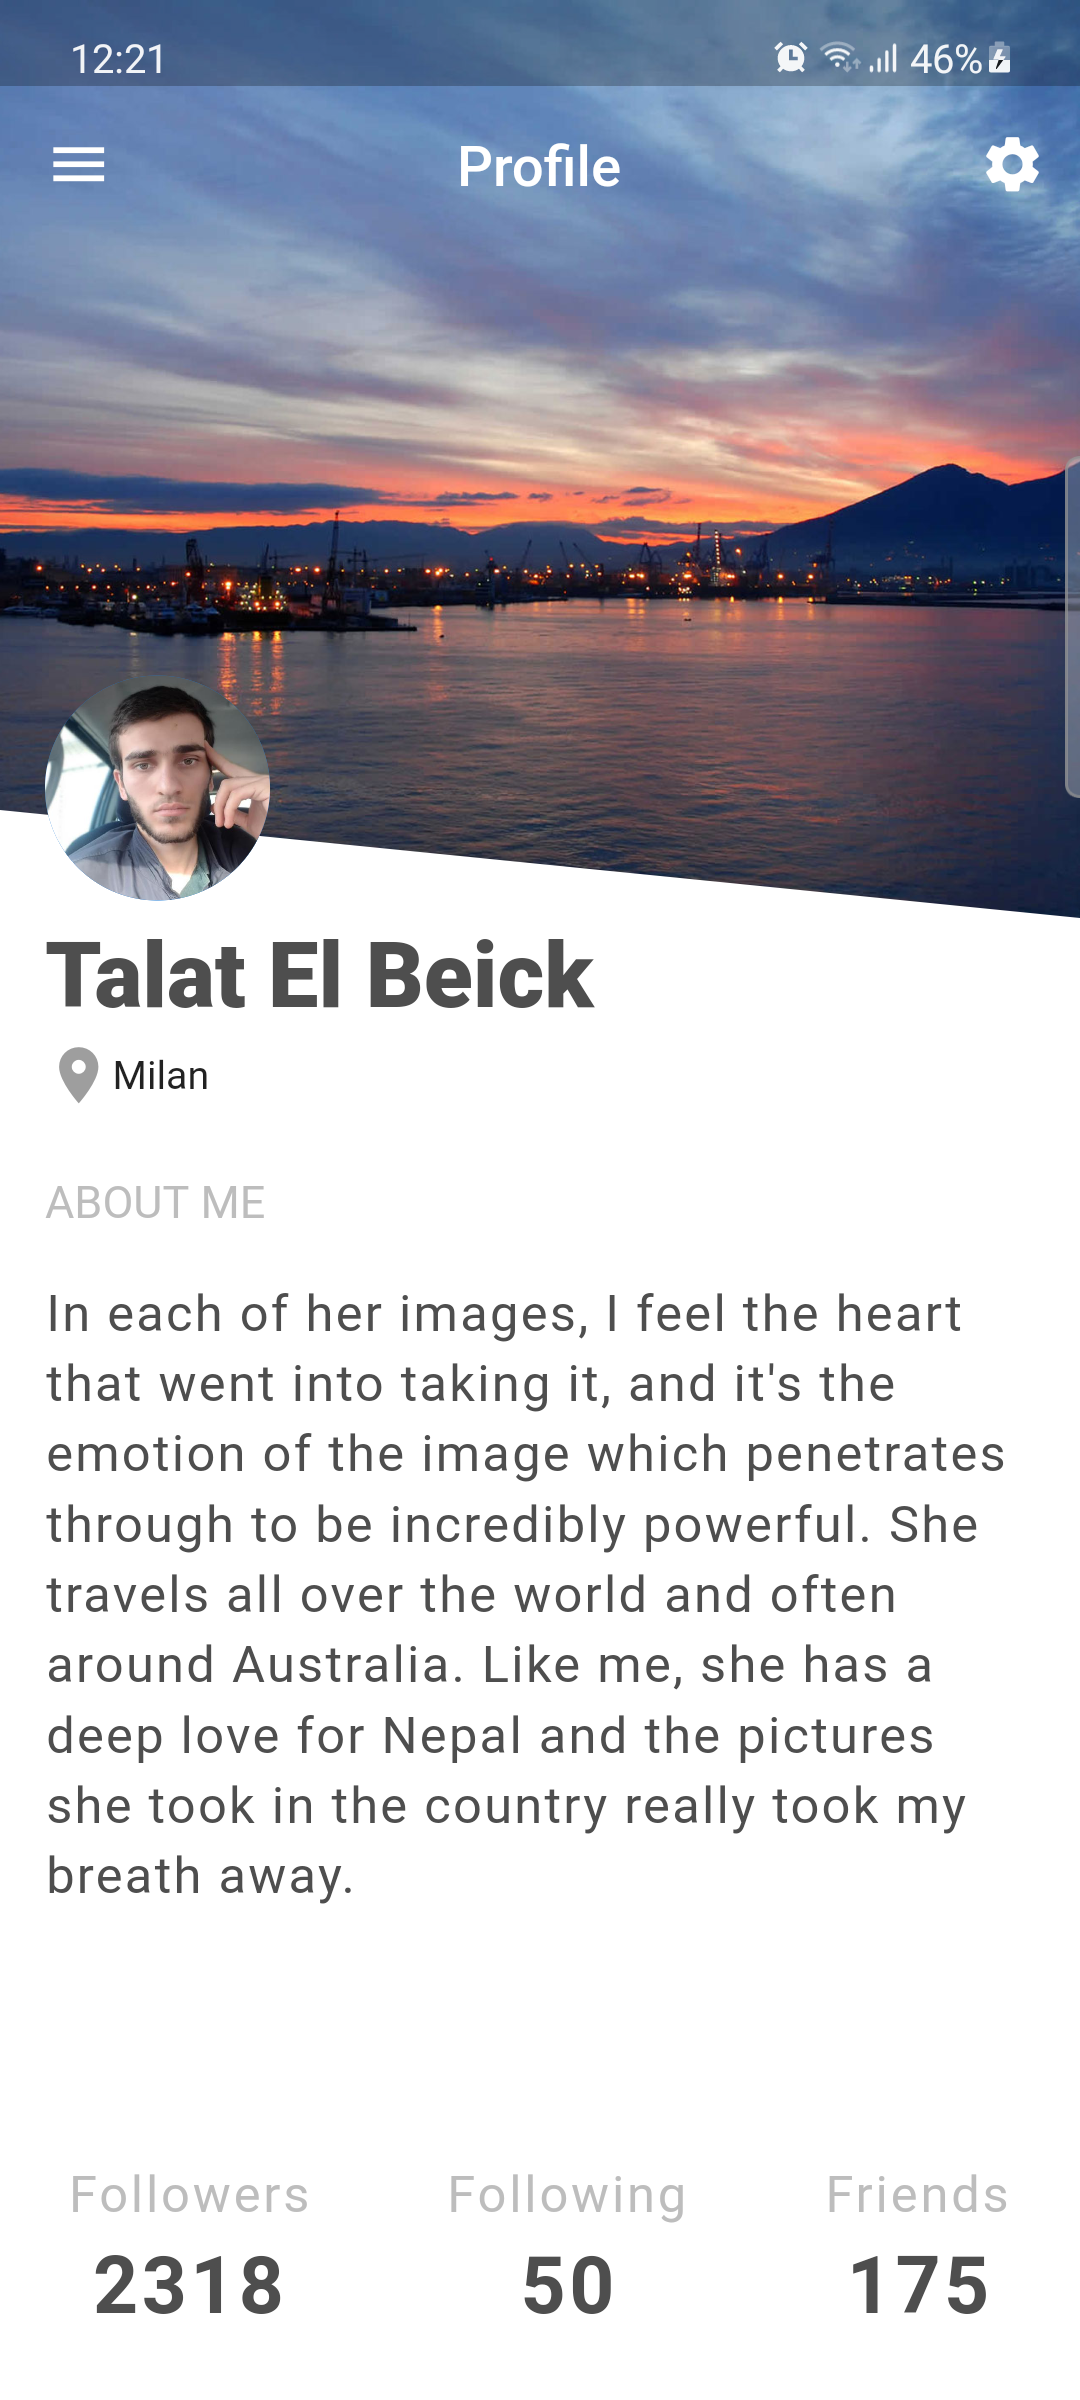 12:21
46%
Profile
Talat El Beick
Milan
ABOUT ME
In each of her images, I feel the heart
that went into taking it, and it's the
emotion of the image which penetrates
through to be incredibly powerful. She
travels all over the world and often
around Australia. Like me, she has a
deep love for Nepal and the pictures
she took in the country really took my
breath away.
Followers Following Friends
2318 50 175